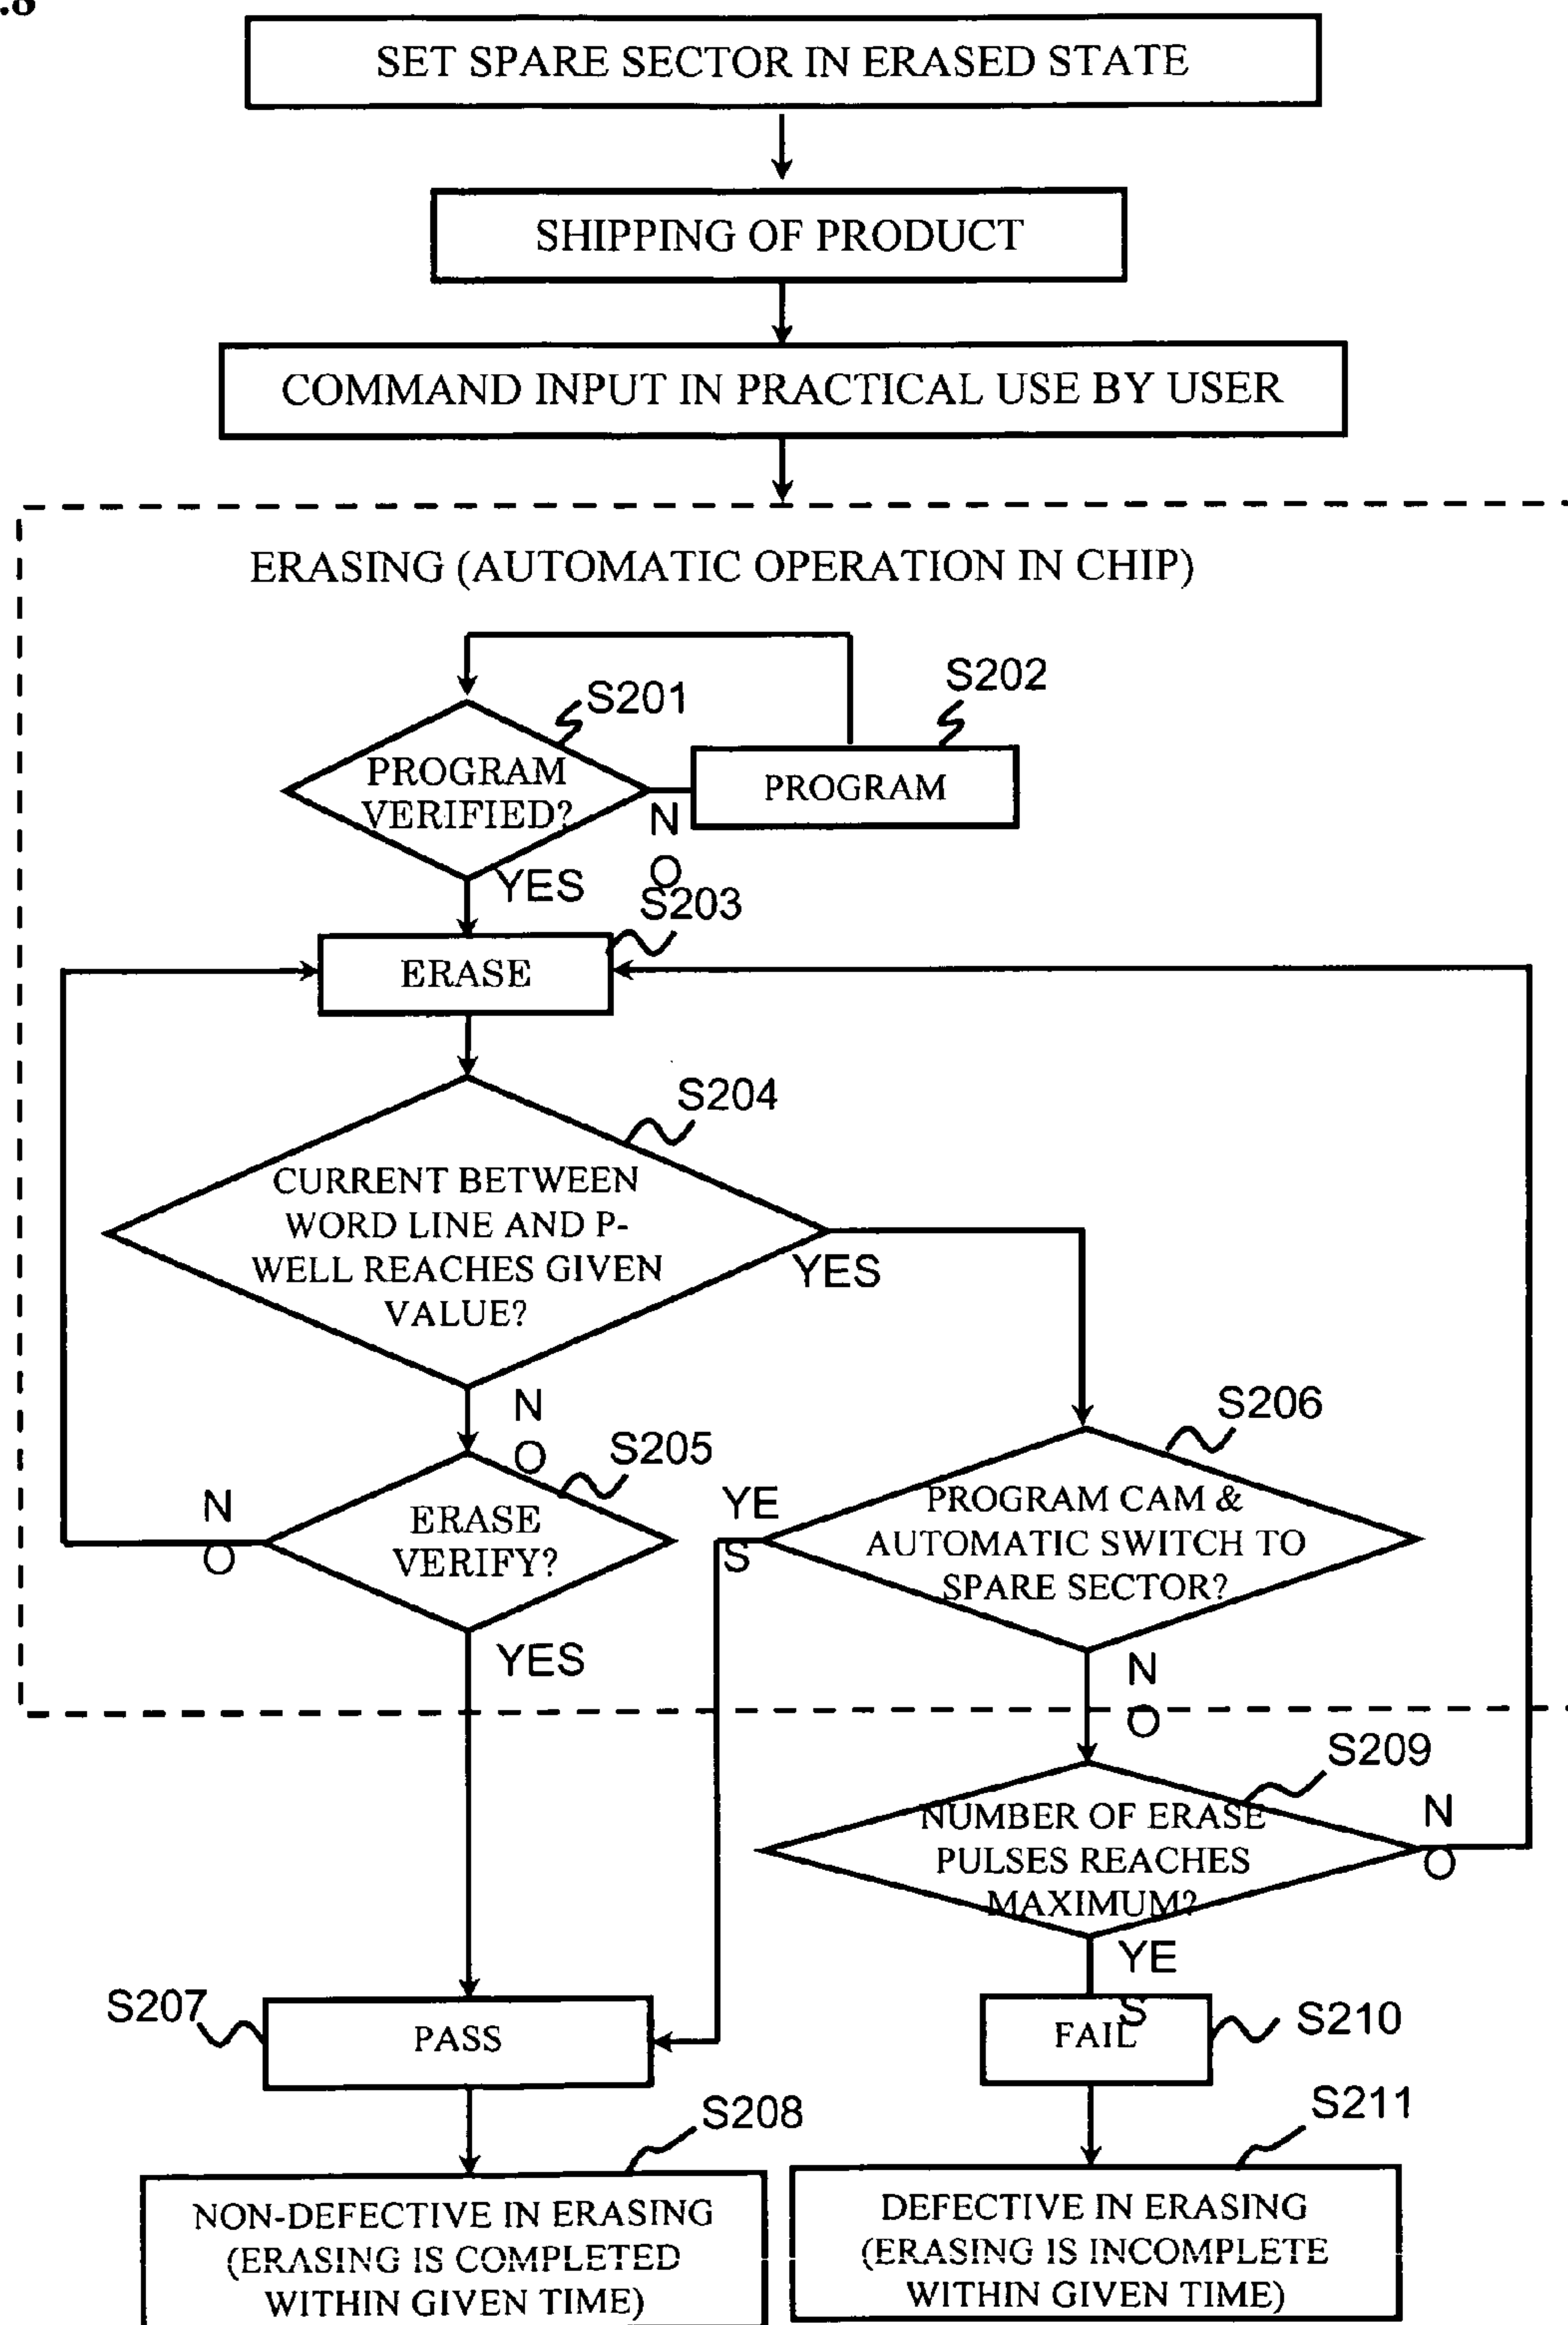 .8
SET SPARE SECTOR IN ERASED STATE
SHIPPING OF PRODUCT
COMMAND INPUT IN PRACTICAL USE BY USER
ERASING (AUTOMATIC OPERATION IN CHIP)
S201
S202
PROGRAM
VERIFIED?
NO
PROGRAM
YES
S203
ERASE
S204
CURRENT BETWEEN
WORD LINE AND P-
WELL REACHES GIVEN
VALUE?
YES
NO
S205
S206
ERASE
VERIFY?
NO
YES
PROGRAM CAM &
AUTOMATIC SWITCH TO
SPARE SECTOR?
YES
NO
S209
NUMBER OF ERASE
PULSES REACHES
MAXIMUM?
NO
YES
S207
PASS
FAIL
S210
S208
S211
NON-DEFECTIVE IN ERASING
(ERASING IS COMPLETED
WITHIN GIVEN TIME)
DEFECTIVE IN ERASING
(ERASING IS INCOMPLETE
WITHIN GIVEN TIME)